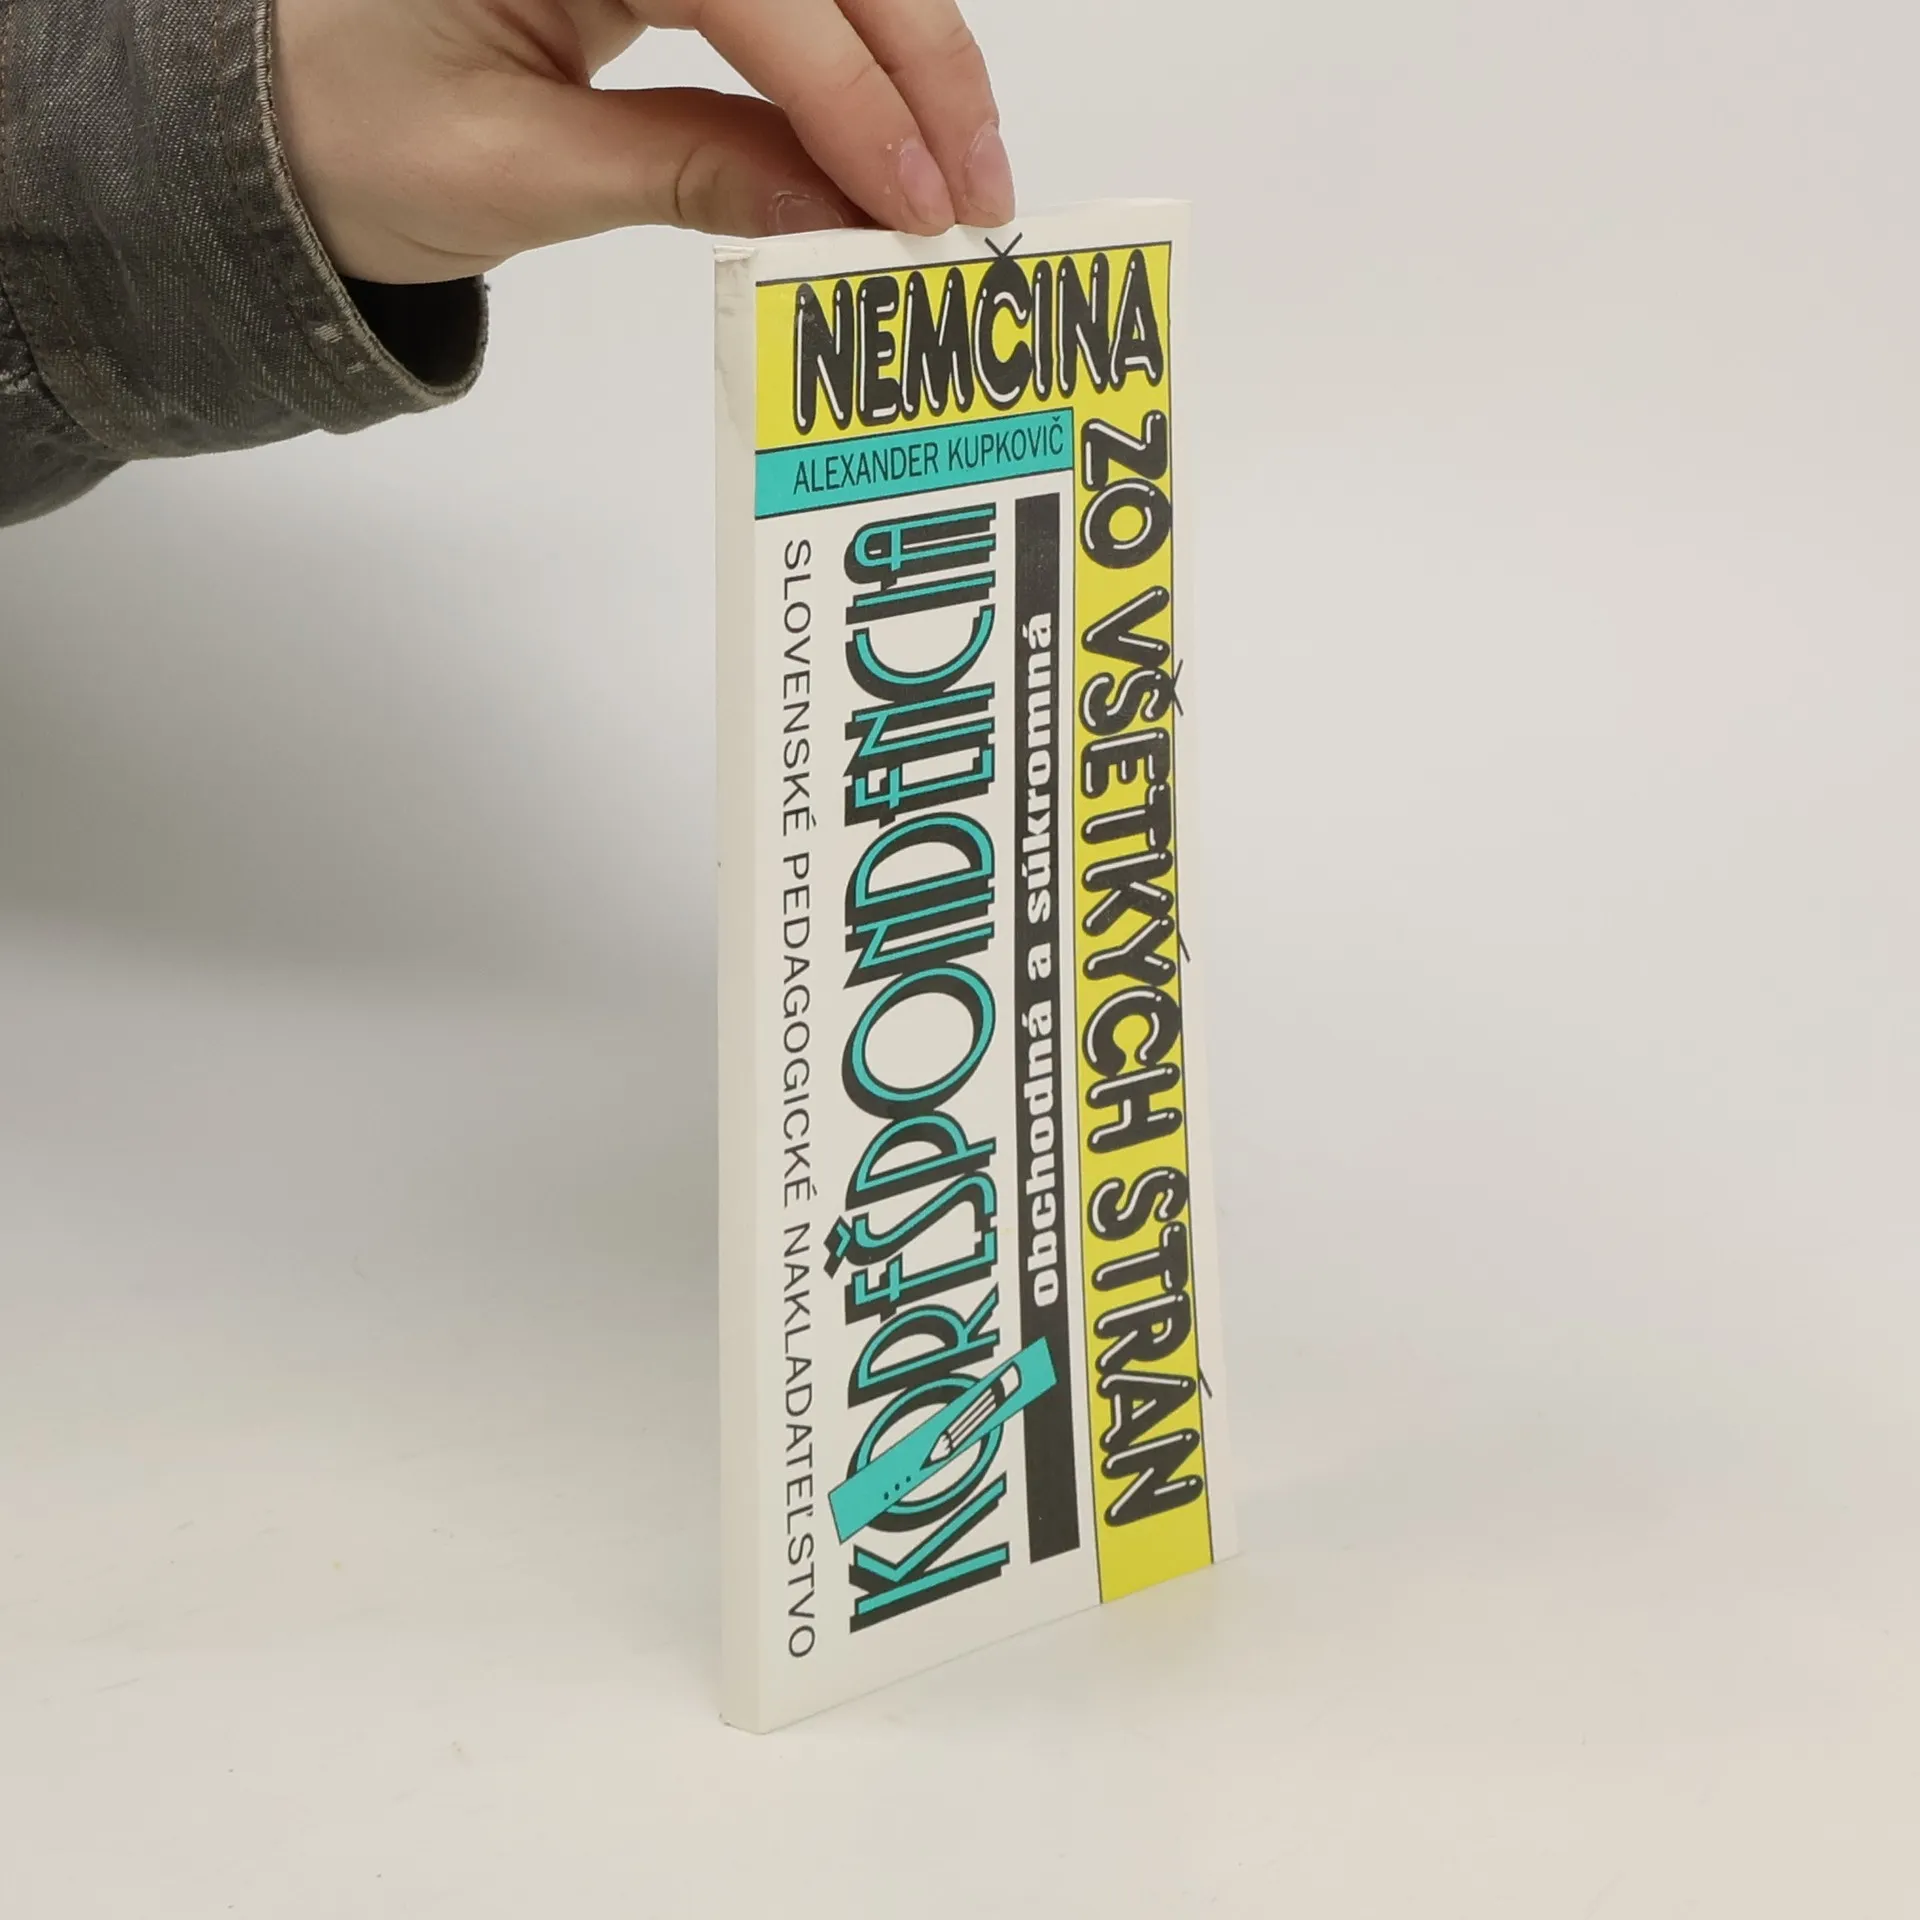 NEMČINA
ZO VŠETKÝCH STRÁN
ALEXANDER KUPKOVIČ
KOREŠPONDENCIA
obchodná a súkromná
SLOVENSKÉ PEDAGOGICKÉ NAKLADATEĽSTVO